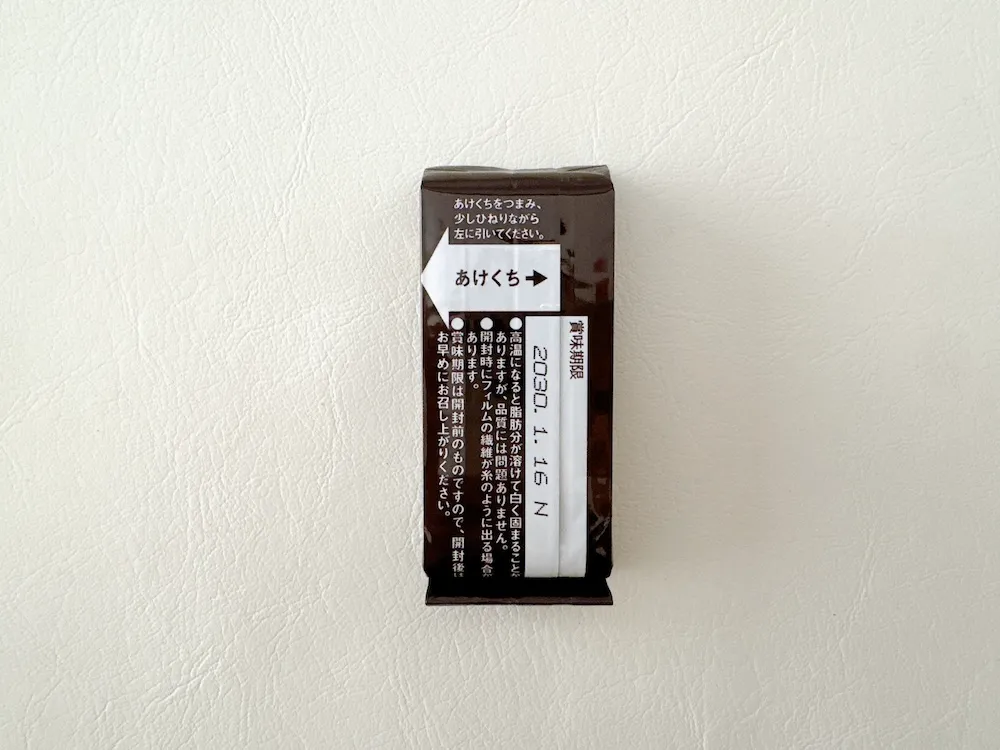 あけくちをつまみ、
少しひねりながら
左に引いてください。
あけくち→
賞味期限
2030. 1. 16 N
●高温になると脂肪分が溶けて白く固まること
ありますが、品質には問題ありません。
●開封時にフィルムの繊維が糸のように出る場合
あります。
●賞味期限は開封前のものですので、開封後は
お早めにお召し上がりください。